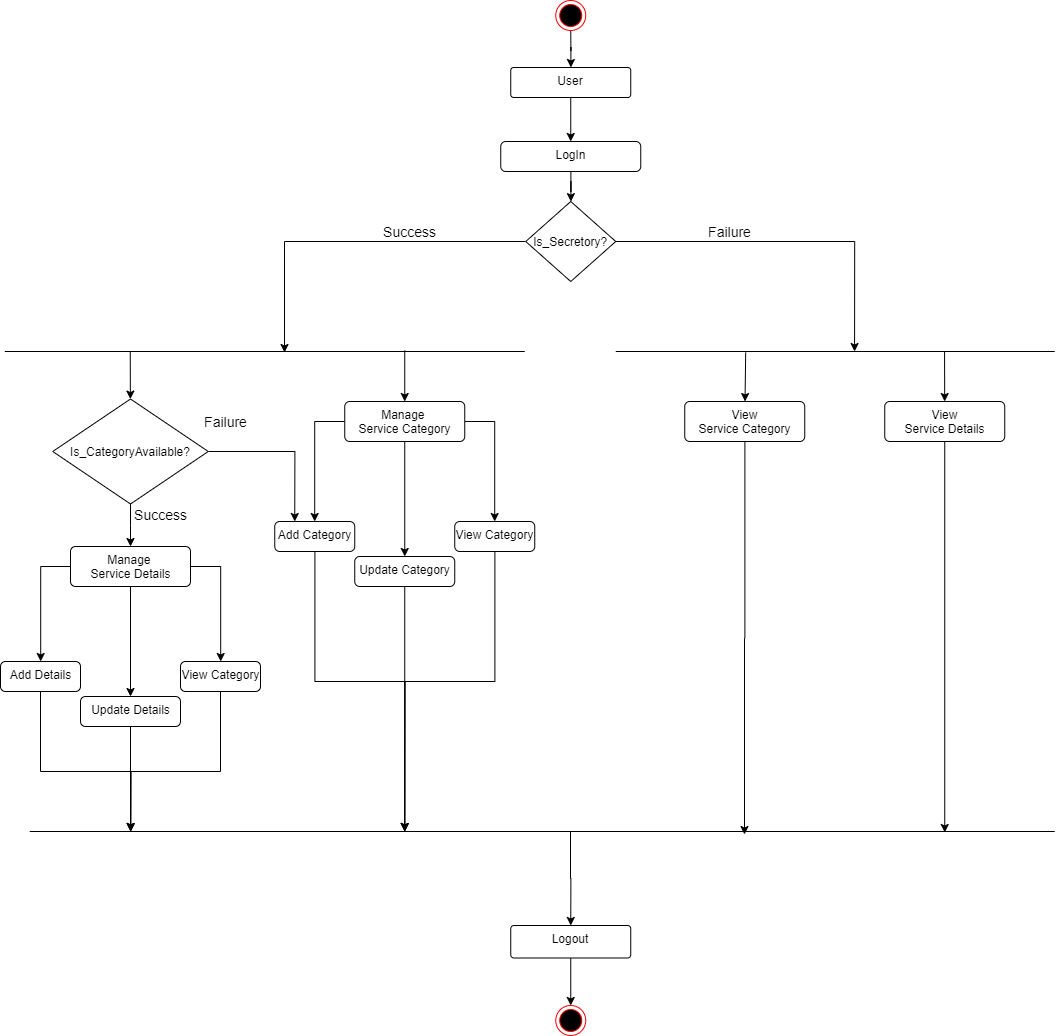 User
LogIn
Is_Secretory?
Success
Failure
Is_CategoryAvailable?
Failure
Success
Manage
Service Category
View
Service Category
View
Service Details
Add Category
Update Category
View Category
Manage
Service Details
Add Details
Update Details
View Category
Logout